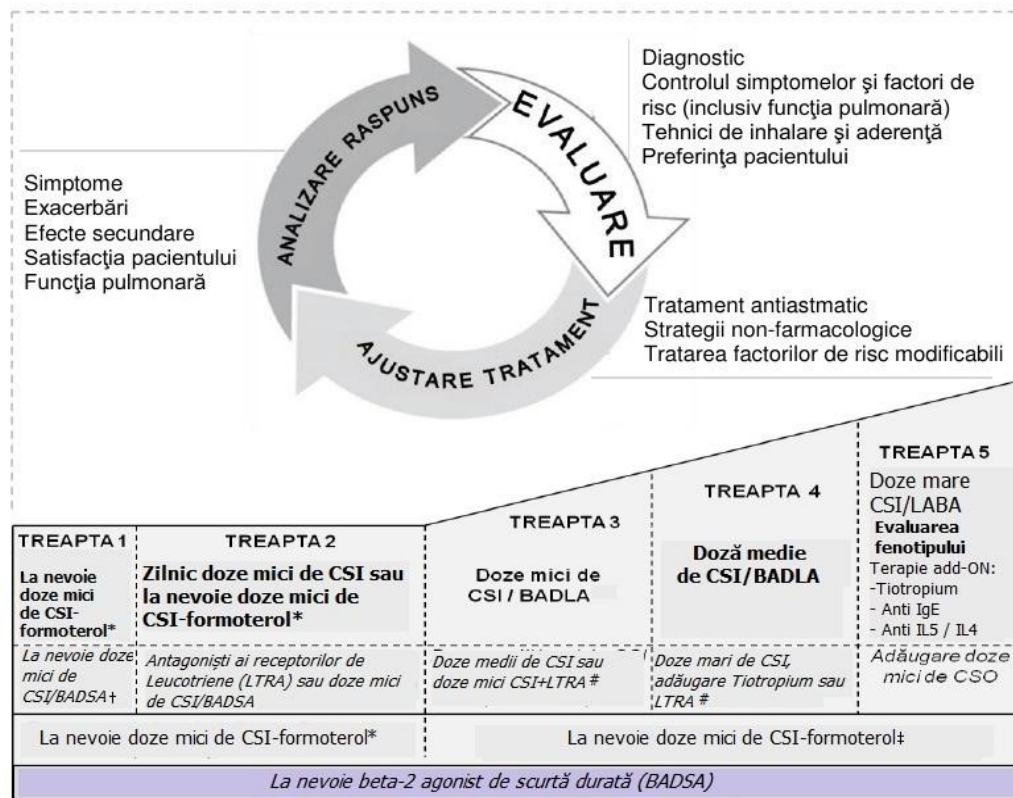 ANALIZARE RASPUNS
EVALUARE
AJUSTARE TRATAMENT
Diagnostic
Controlul simptomelor şi factori de
risc (inclusiv funcţia pulmonară)
Tehnici de inhalare şi aderenţă
Preferinţa pacientului
Simptome
Exacerbări
Efecte secundare
Satisfacţia pacientului
Funcţia pulmonară
Tratament antiastmatic
Strategii non-farmacologice
Tratarea factorilor de risc modificabili
TREAPTA 1
La nevoie
doze mici
de CSI-
formoterol*
La nevoie doze
mici de
CSI/BADSA†
TREAPTA 2
Zilnic doze mici de CSI sau
la nevoie doze mici de
CSI-formoterol*
Antagonişti ai receptorilor de
Leucotriene (LTRA) sau doze mici
de CSI/BADSA
TREAPTA 3
Doze mici de
CSI / BADLA
Doze medii de CSI sau
doze mici CSI+LTRA #
TREAPTA 4
Doză medie
de CSI/BADLA
Doze mari de CSI,
adăugare Tiotropium sau
LTRA #
TREAPTA 5
Doze mare
CSI/LABA
Evaluarea
fenotipului
Terapie add-ON:
-Tiotropium
- Anti IgE
- Anti IL5 / IL4
Adăugare doze
mici de CSO
La nevoie doze mici de CSI-formoterol*
La nevoie doze mici de CSI-formoterol‡
La nevoie beta-2 agonist de scurtă durată (BADSA)